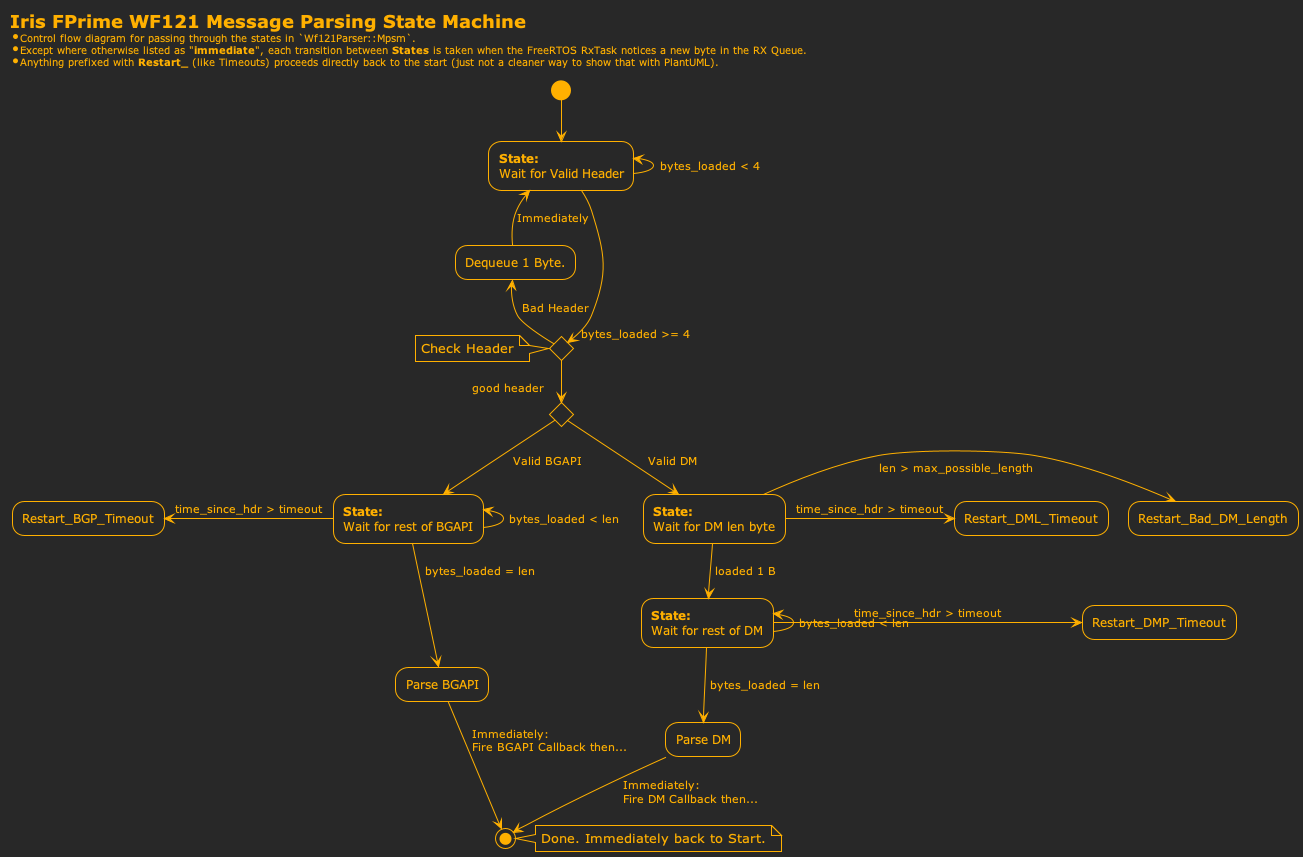 Iris FPrime WF121 Message Parsing State Machine
•Control flow diagram for passing through the states in `Wf121Parser::Mpsm`.
•Except where otherwise listed as "immediate", each transition between States is taken when the FreeRTOS RxTask notices a new byte in the RX Queue.
•Anything prefixed with Restart_ (like Timeouts) proceeds directly back to the start (just not a cleaner way to show that with PlantUML).
State:
Wait for Valid Header
bytes_loaded < 4
Immediately
Dequeue 1 Byte.
Bad Header
bytes_loaded >= 4
Check Header
good header
Valid BGAPI
Valid DM
len > max_possible_length
Restart_BGP_Timeout
time_since_hdr > timeout
State:
Wait for rest of BGAPI
bytes_loaded < len
State:
Wait for DM len byte
time_since_hdr > timeout
Restart_DML_Timeout
Restart_Bad_DM_Length
bytes_loaded = len
loaded 1 B
State:
Wait for rest of DM
time_since_hdr > timeout
bytes_loaded < len
Restart_DMP_Timeout
Parse BGAPI
bytes_loaded = len
Immediately:
Fire BGAPI Callback then...
Parse DM
Immediately:
Fire DM Callback then...
Done. Immediately back to Start.